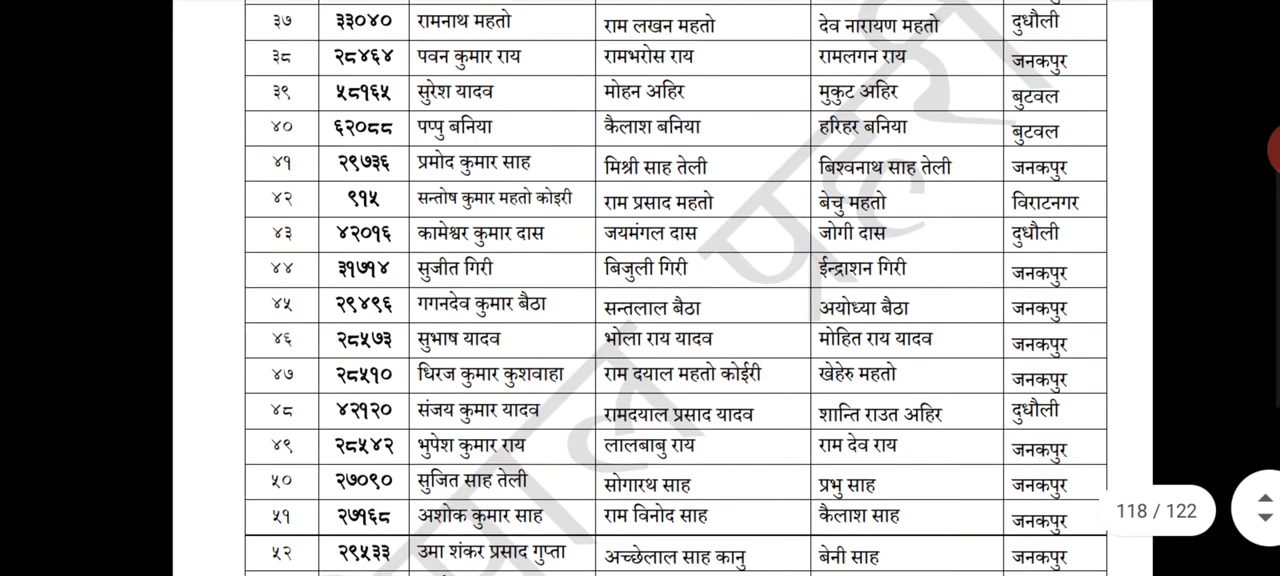 ३७ ३३०४० रामनाथ महतो राम लखन महतो देव नारायण महतो दुधौली
३८ २८४६४ पवन कुमार राय रामभरोस राय रामलगन राय जनकपुर
३९ ५८१६५ सुरेश यादव मोहन अहिर मुकुट अहिर बुटवल
४० ६२०८८ पप्पु बनिया कैलाश बनिया हरिहर बनिया बुटवल
४१ २९७३६ प्रमोद कुमार साह मिश्री साह तेली बिश्वनाथ साह तेली जनकपुर
४२ ९१५ सन्तोष कुमार महतो कोइरी राम प्रसाद महतो बेचु महतो विराटनगर
४३ ४२०१६ कामेश्वर कुमार दास जयमंगल दास जोगी दास दुधौली
४४ ३१७१४ सुजीत गिरी बिजुली गिरी ईन्द्राशन गिरी जनकपुर
४५ २९४९६ गगनदेव कुमार बैठा सन्तलाल बैठा अयोध्या बैठा जनकपुर
४६ २८५७३ सुभाष यादव भोला राय यादव मोहित राय यादव जनकपुर
४७ २८५१० धिरज कुमार कुशवाहा राम दयाल महतो कोईरी खेहेरु महतो जनकपुर
४८ ४२१२० संजय कुमार यादव रामदयाल प्रसाद यादव शान्ति राउत अहिर दुधौली
४९ २८५४२ भुपेश कुमार राय लालबाबु राय राम देव राय जनकपुर
५० २७०९० सुजित साह तेली सोगारथ साह प्रभु साह जनकपुर
५१ २७१६८ अशोक कुमार साह राम विनोद साह कैलाश साह जनकपुर
118 / 122
५२ २९५३३ उमा शंकर प्रसाद गुप्ता अच्छेलाल साह कानु बेनी साह जनकपुर